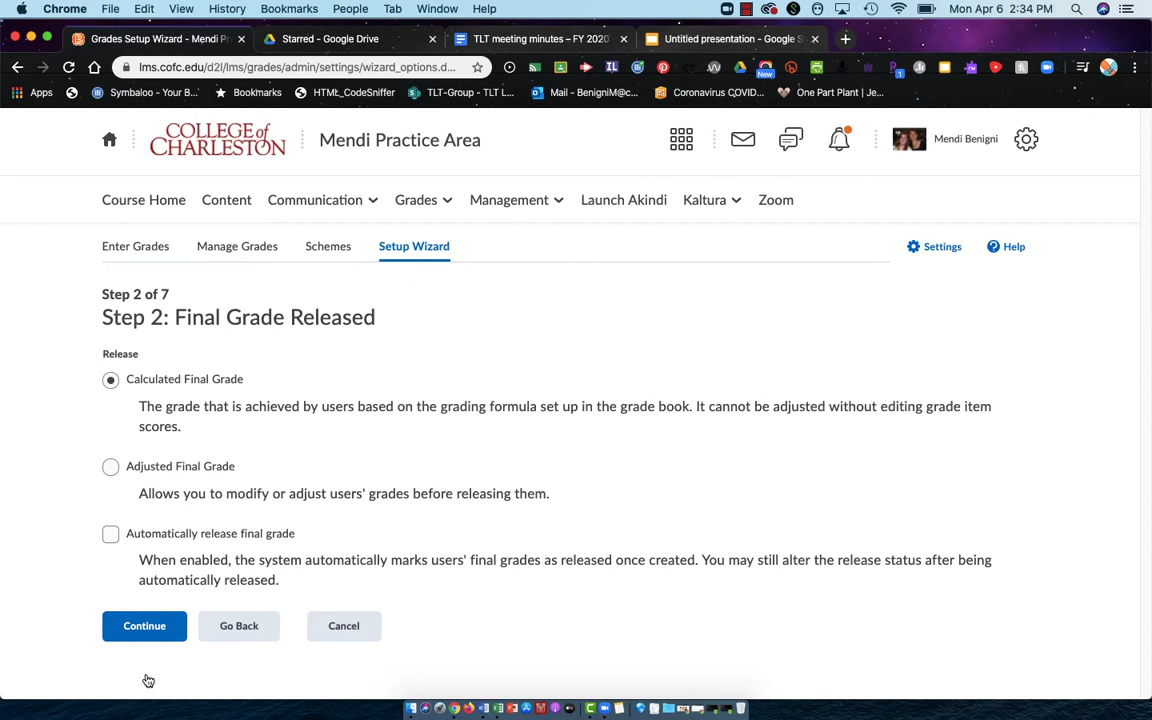 Chrome File Edit View History Bookmarks People Tab Window Help Mon Apr 6 2:34 PM
Grades Setup Wizard - Mendi Pr Starred - Google Drive TLT meeting minutes – FY 2020 Untitled presentation - Google S
lms.cofc.edu/d2l/lms/grades/admin/settings/wizard_options.d... New 1
Apps Symbaloo - Your B... Bookmarks HTML_CodeSniffer TLT-Group - TLT L... Mail - BenigniM@c... Coronavirus COVID... One Part Plant | Je...
COLLEGE of CHARLESTON Mendi Practice Area Mendi Benigni
Course Home Content Communication Grades Management Launch Akindi Kaltura Zoom
Enter Grades Manage Grades Schemes Setup Wizard Settings Help
Step 2 of 7
Step 2: Final Grade Released
Release
Calculated Final Grade
The grade that is achieved by users based on the grading formula set up in the grade book. It cannot be adjusted without editing grade item
scores.
Adjusted Final Grade
Allows you to modify or adjust users' grades before releasing them.
Automatically release final grade
When enabled, the system automatically marks users' final grades as released once created. You may still alter the release status after being
automatically released.
Continue Go Back Cancel